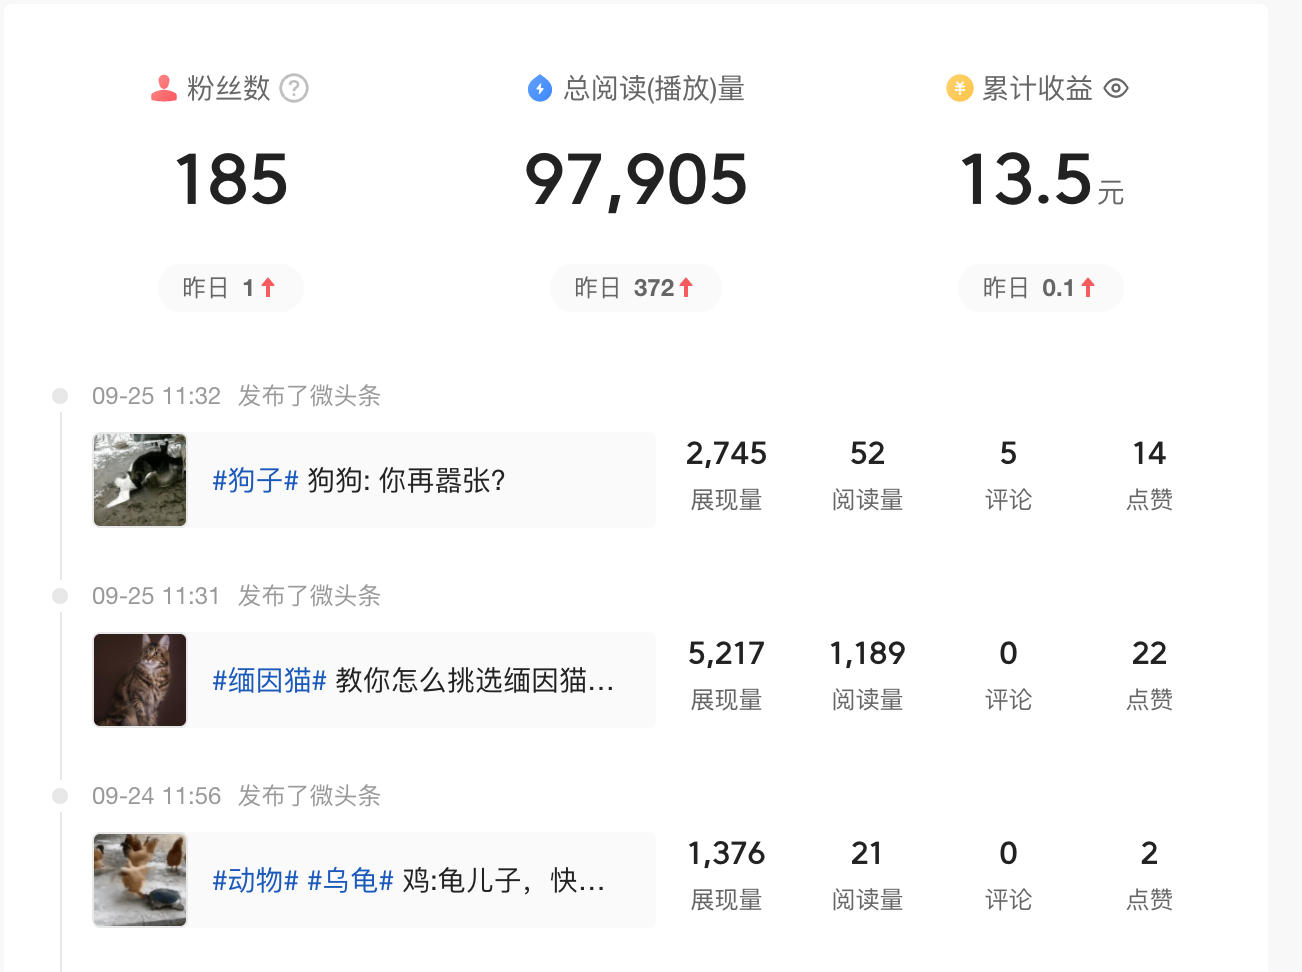 粉丝数 ?
总阅读(播放)量
¥ 累计收益
185
97,905
13.5元
昨日 1
昨日 372
昨日 0.1
09-25 11:32 发布了微头条
#狗子# 狗狗: 你再嚣张?
2,745 52 5 14
展现量 阅读量 评论 点赞
09-25 11:31 发布了微头条
#缅因猫# 教你怎么挑选缅因猫...
5,217 1,189 0 22
展现量 阅读量 评论 点赞
09-24 11:56 发布了微头条
#动物# #乌龟# 鸡:龟儿子，快...
1,376 21 0 2
展现量 阅读量 评论 点赞